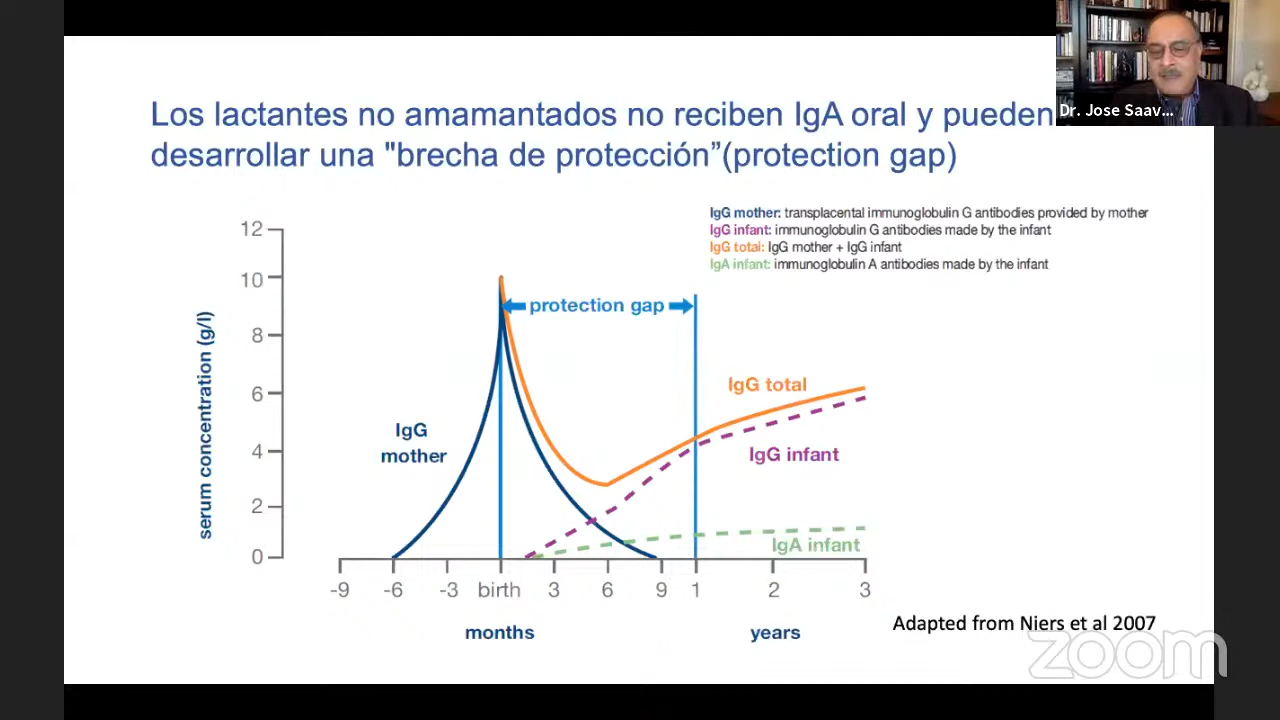 Dr. Jose Saav...
Los lactantes no amamantados no reciben IgA oral y pueden
desarrollar una "brecha de protección”(protection gap)
IgG mother: transplacental immunoglobulin G antibodies provided by mother
IgG infant: immunoglobulin G antibodies made by the infant
IgG total: IgG mother + IgG infant
IgA infant: immunoglobulin A antibodies made by the infant
serum concentration (g/l)
12
10
8
6
4
2
0
protection gap
IgG total
IgG
mother
IgG infant
IgA infant
-9 -6 -3 birth 3 6 9 1 2 3
months years
Adapted from Niers et al 2007
zoom